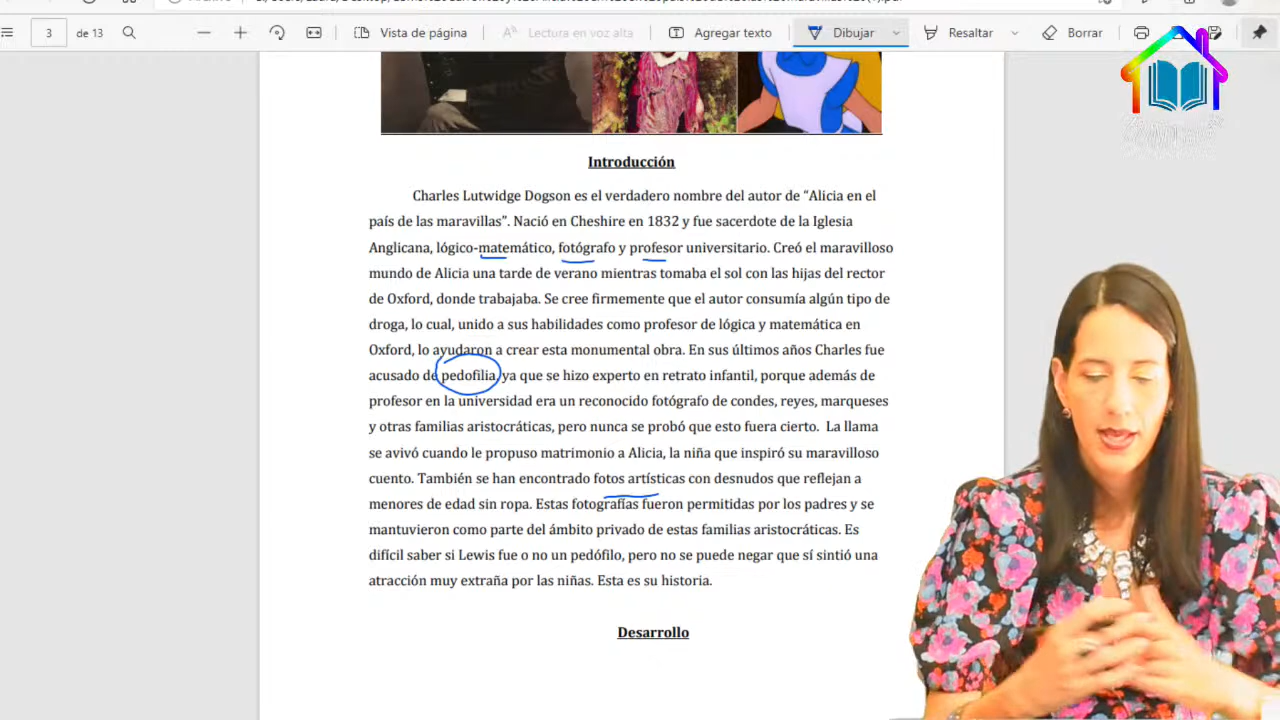 3 de 13 Vista de página Lectura en voz alta Agregar texto Dibujar Resaltar Borrar
Introducción
Charles Lutwidge Dogson es el verdadero nombre del autor de “Alicia en el
país de las maravillas”. Nació en Cheshire en 1832 y fue sacerdote de la Iglesia
Anglicana, lógico-matemático, fotógrafo y profesor universitario. Creó el maravilloso
mundo de Alicia una tarde de verano mientras tomaba el sol con las hijas del rector
de Oxford, donde trabajaba. Se cree firmemente que el autor consumía algún tipo de
droga, lo cual, unido a sus habilidades como profesor de lógica y matemática en
Oxford, lo ayudaron a crear esta monumental obra. En sus últimos años Charles fue
acusado de pedofilia, ya que se hizo experto en retrato infantil, porque además de
profesor en la universidad era un reconocido fotógrafo de condes, reyes, marqueses
y otras familias aristocráticas, pero nunca se probó que esto fuera cierto. La llama
se avivó cuando le propuso matrimonio a Alicia, la niña que inspiró su maravilloso
cuento. También se han encontrado fotos artísticas con desnudos que reflejan a
menores de edad sin ropa. Estas fotografías fueron permitidas por los padres y se
mantuvieron como parte del ámbito privado de estas familias aristocráticas. Es
difícil saber si Lewis fue o no un pedófilo, pero no se puede negar que sí sintió una
atracción muy extraña por las niñas. Esta es su historia.
Desarrollo